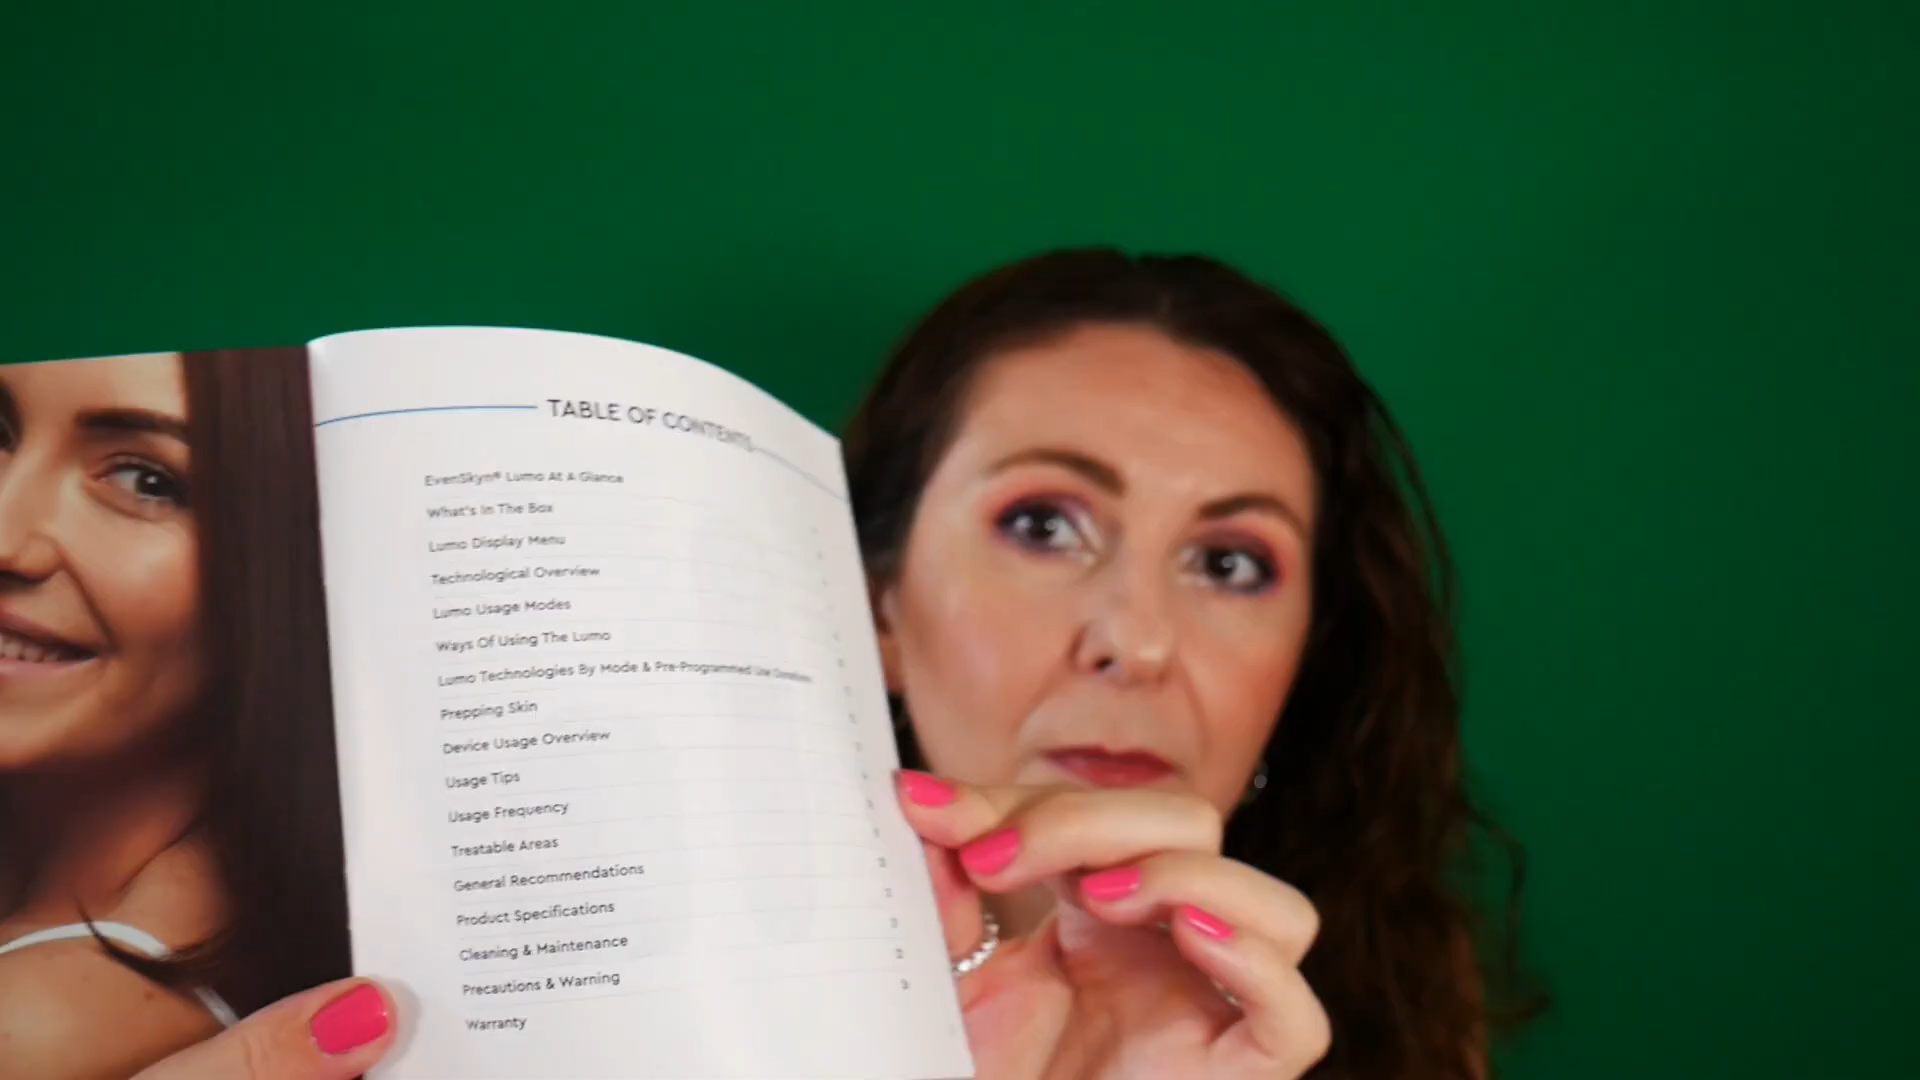 TABLE OF CONTENTS
EvenSkyn® Lumo At A Glance
What's In The Box
Lumo Display Menu
Technological Overview
Lumo Usage Modes
Ways Of Using The Lumo
Lumo Technologies By Mode & Pre-Programmed Use
Prepping Skin
Device Usage Overview
Usage Tips
Usage Frequency
Treatable Areas
General Recommendations
Product Specifications
Cleaning & Maintenance
Precautions & Warning
Warranty